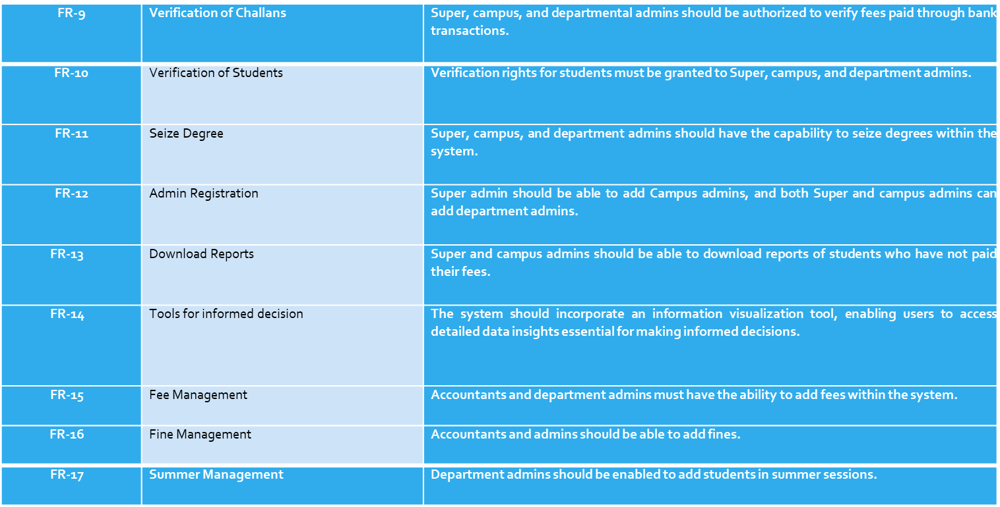 FR-9
Verification of Challans
Super, campus, and departmental admins should be authorized to verify fees paid through bank
transactions.
FR-10
Verification of Students
Verification rights for students must be granted to Super, campus, and department admins.
FR-11
Seize Degree
Super, campus, and department admins should have the capability to seize degrees within the
system.
FR-12
Admin Registration
Super admin should be able to add Campus admins, and both Super and campus admins can
add department admins.
FR-13
Download Reports
Super and campus admins should be able to download reports of students who have not paid
their fees.
FR-14
Tools for informed decision
The system should incorporate an information visualization tool, enabling users to access
detailed data insights essential for making informed decisions.
FR-15
Fee Management
Accountants and department admins must have the ability to add fees within the system.
FR-16
Fine Management
Accountants and admins should be able to add fines.
FR-17
Summer Management
Department admins should be enabled to add students in summer sessions.